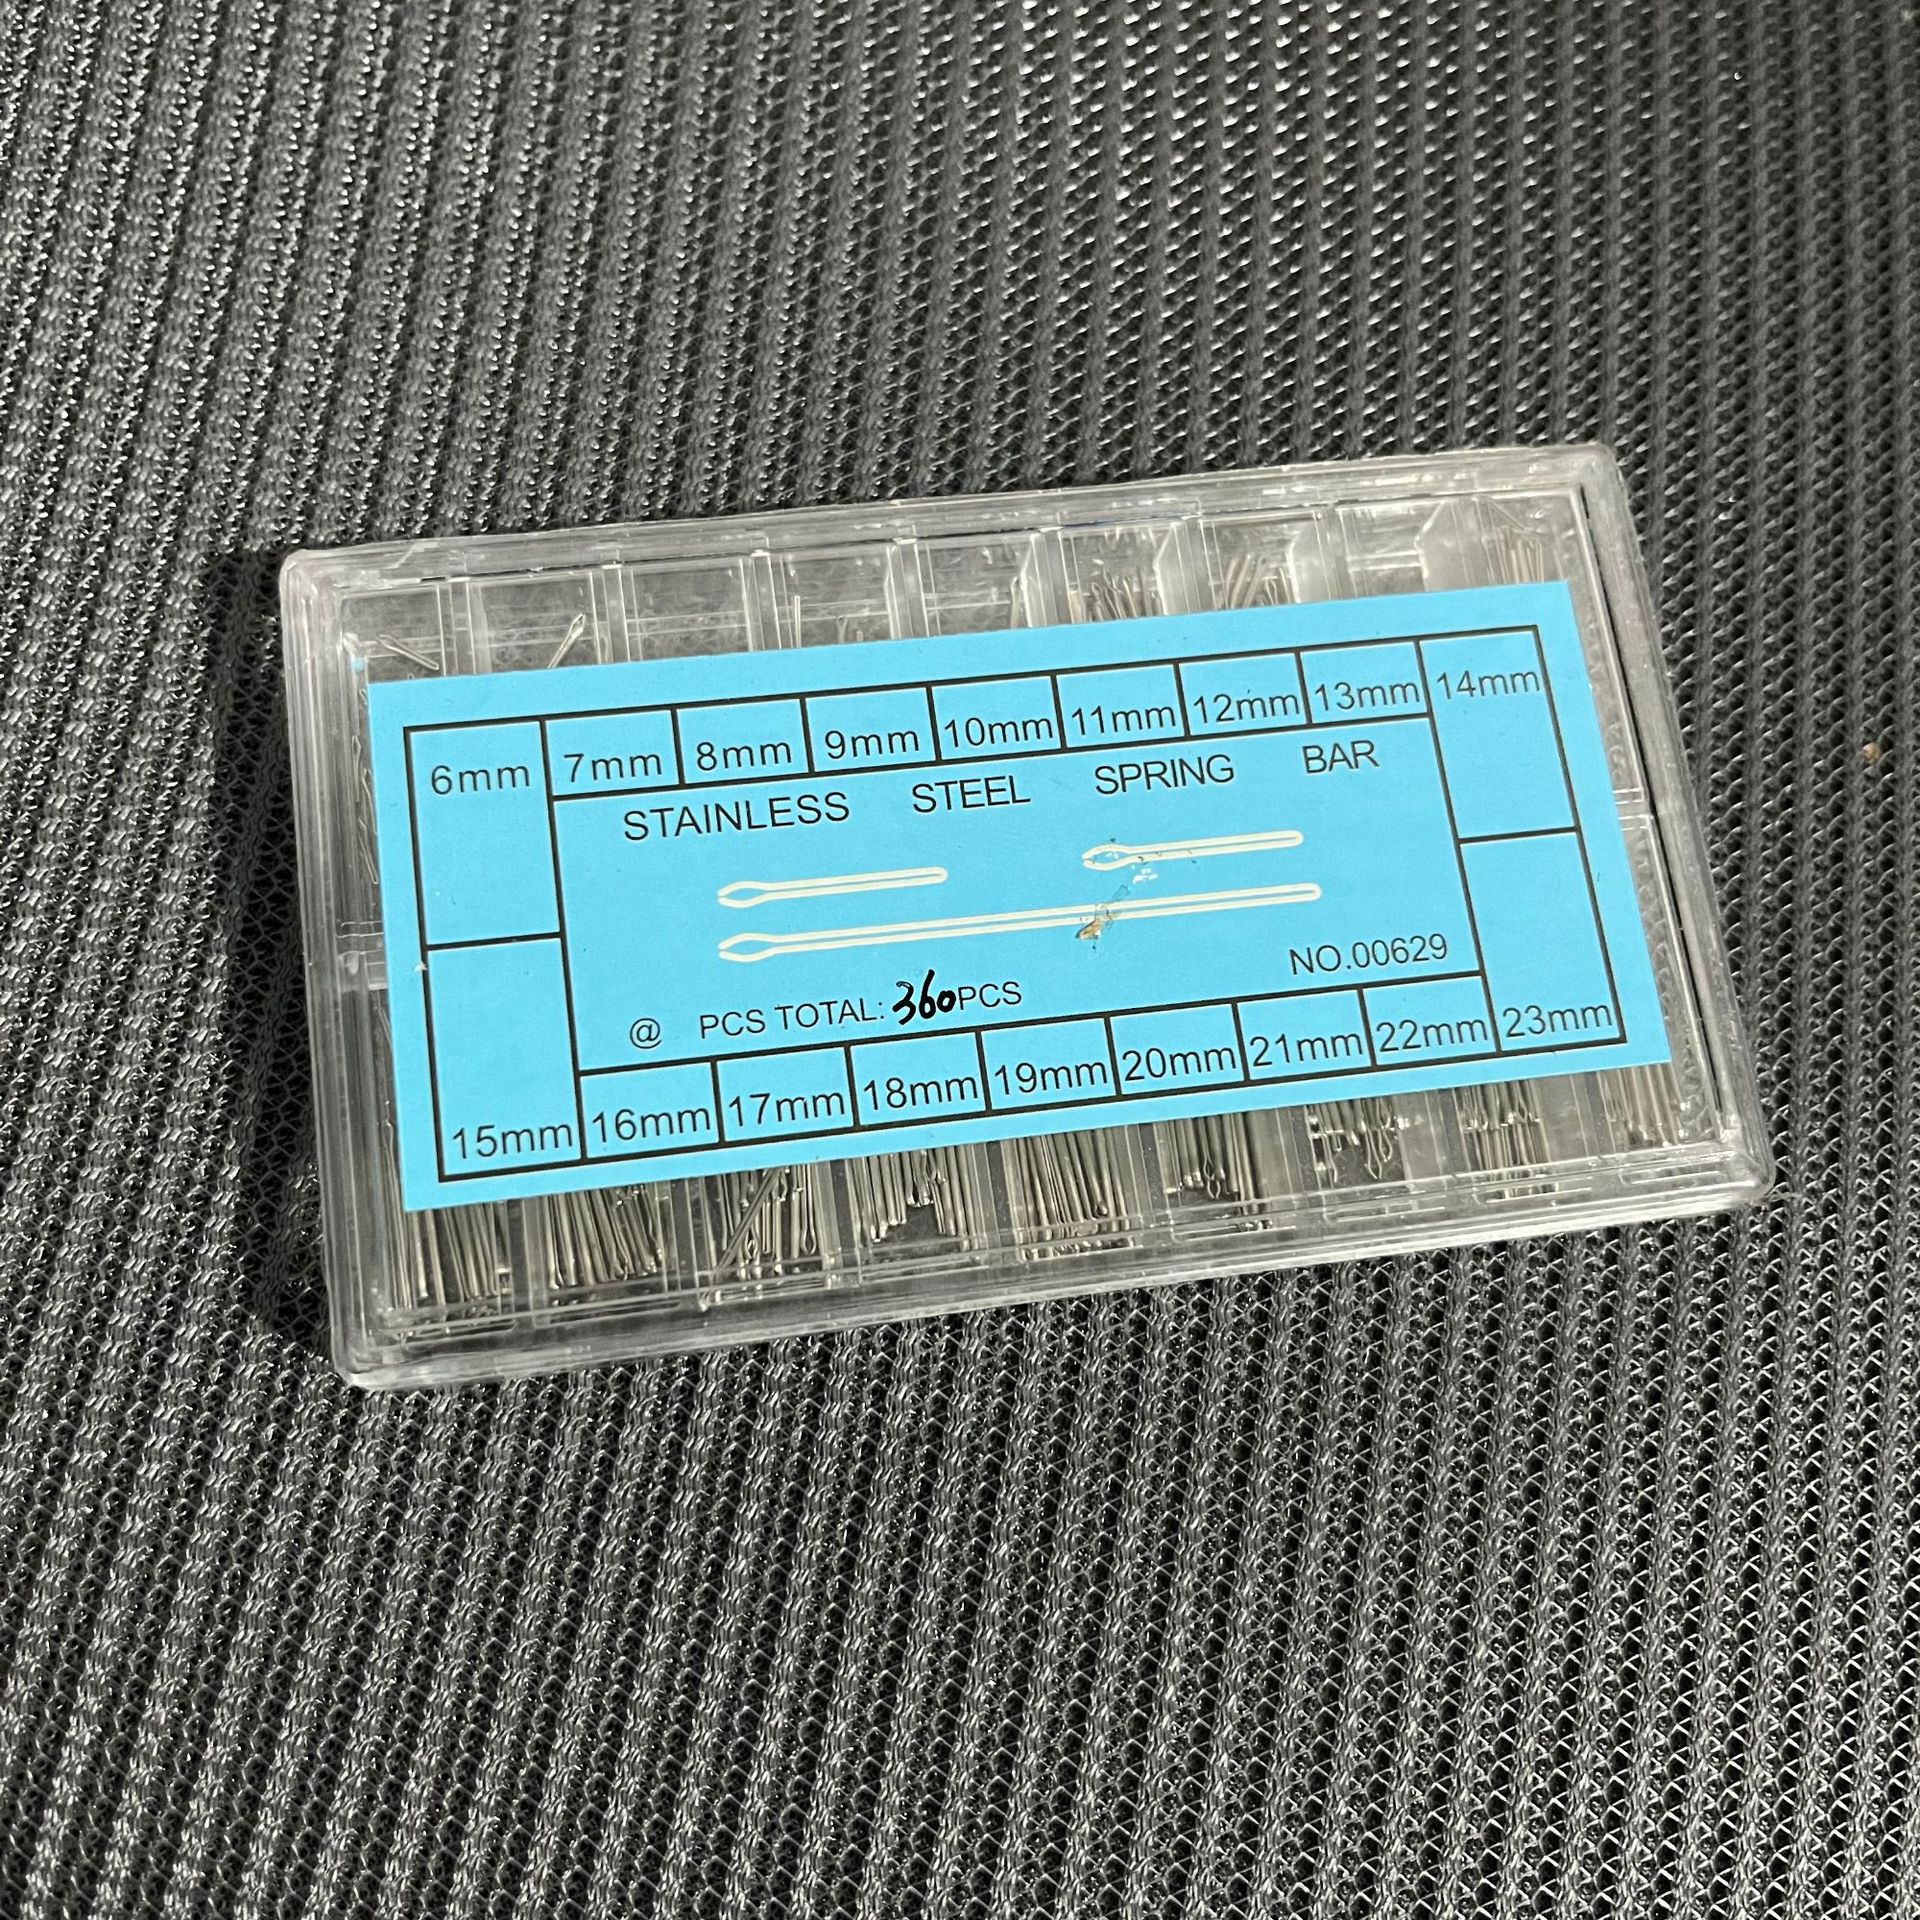 6mm 7mm 8mm 9mm 10mm 11mm 12mm 13mm 14mm
STAINLESS STEEL SPRING BAR
NO.00629
@ PCS TOTAL: 360PCS
15mm 16mm 17mm 18mm 19mm 20mm 21mm 22mm 23mm